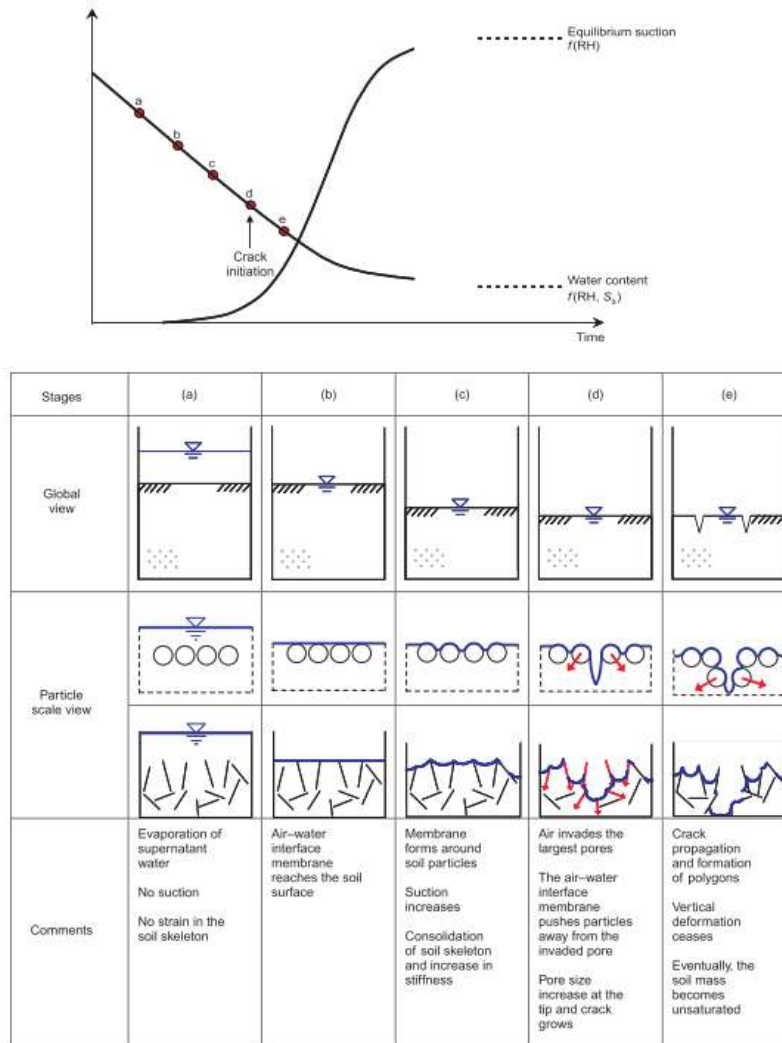 Equilibrium suction
f(RH)
a
b
c
d
e
Crack
initiation
Water content
f(RH, Ss)
Time
Stages
(a)
(b)
(c)
(d)
(e)
Global
view
Particle
scale view
Comments
Evaporation of
supernatant
water
No suction
No strain in the
soil skeleton
Air–water
interface
membrane
reaches the soil
surface
Membrane
forms around
soil particles
Suction
increases
Consolidation
of soil skeleton
and increase in
stiffness
Air invades the
largest pores
The air–water
interface
membrane
pushes particles
away from the
invaded pore
Pore size
increase at the
tip and crack
grows
Crack
propagation
and formation
of polygons
Vertical
deformation
ceases
Eventually, the
soil mass
becomes
unsaturated